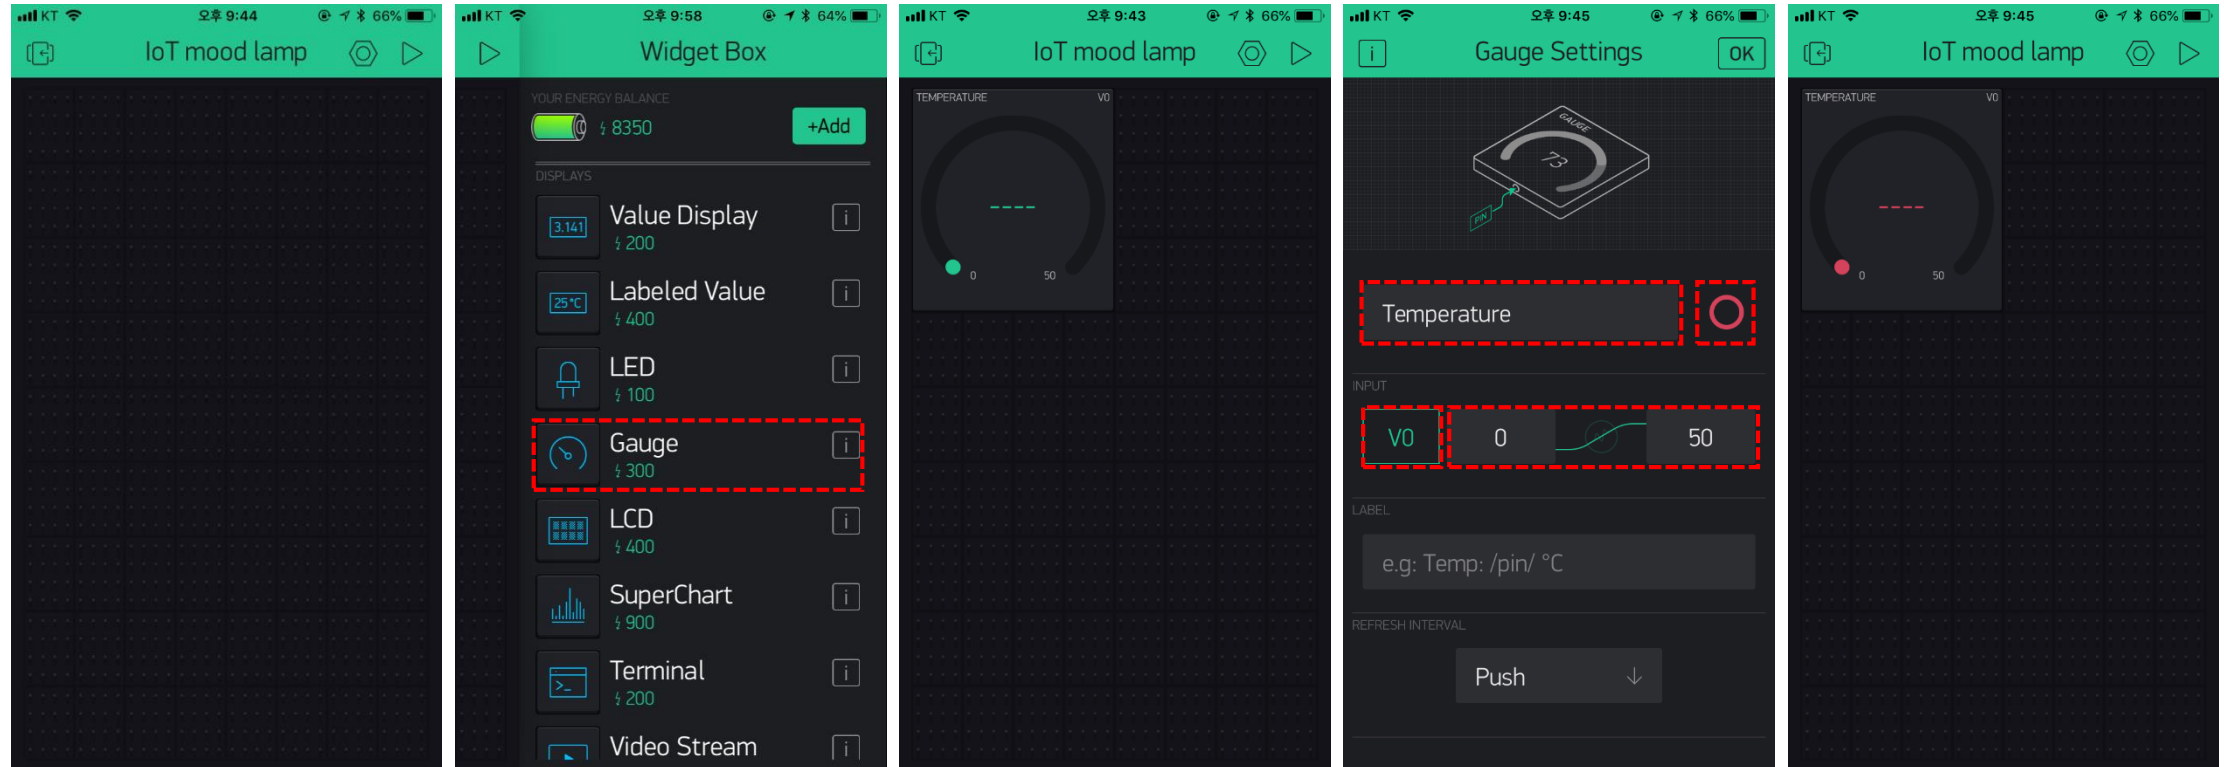 KT 오후 9:44 66%
IoT mood lamp
KT 오후 9:58 64%
Widget Box
YOUR ENERGY BALANCE
8350 +Add
DISPLAYS
3.141 Value Display i
200
25°C Labeled Value i
400
LED i
100
Gauge i
300
LCD i
400
SuperChart i
900
>_ Terminal i
200
Video Stream i
KT 오후 9:43 66%
IoT mood lamp
TEMPERATURE V0
----
0 50
KT 오후 9:45 66%
i Gauge Settings OK
GAUGE
73
PIN
Temperature
INPUT
V0 0 50
LABEL
e.g: Temp: /pin/ °C
REFRESH INTERVAL
Push ↓
KT 오후 9:45 66%
IoT mood lamp
TEMPERATURE V0
----
0 50